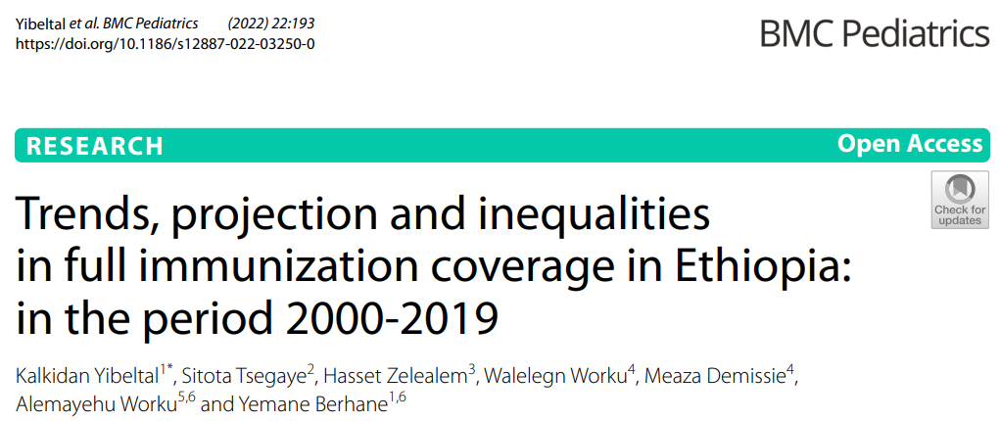 Yibeltal et al. BMC Pediatrics (2022) 22:193
https://doi.org/10.1186/s12887-022-03250-0
BMC Pediatrics
RESEARCH
Open Access
Check for
updates
Trends, projection and inequalities
in full immunization coverage in Ethiopia:
in the period 2000-2019
Kalkidan Yibeltal1*, Sitota Tsegaye2, Hasset Zelealem3, Walelegn Worku4, Meaza Demissie4,
Alemayehu Worku5,6 and Yemane Berhane1,6